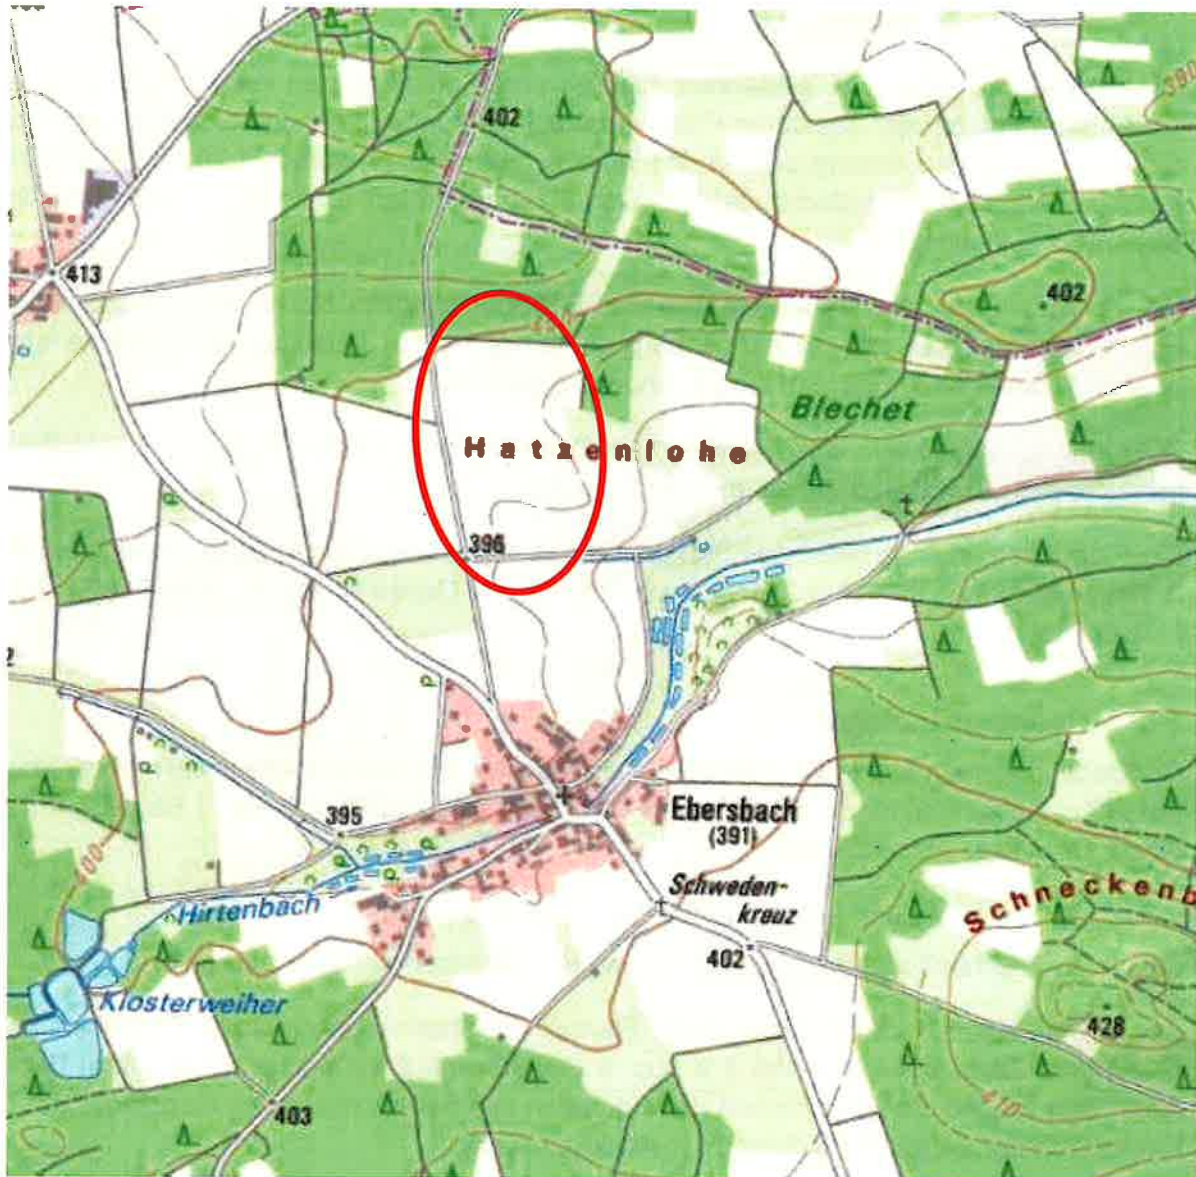 402
413
402
400
Blechet
Hatzenlohe
396
395
Ebersbach
(391)
Schweden-
kreuz
Hirtenbach
400
Schneckenb
402
Klosterweiher
428
403
410